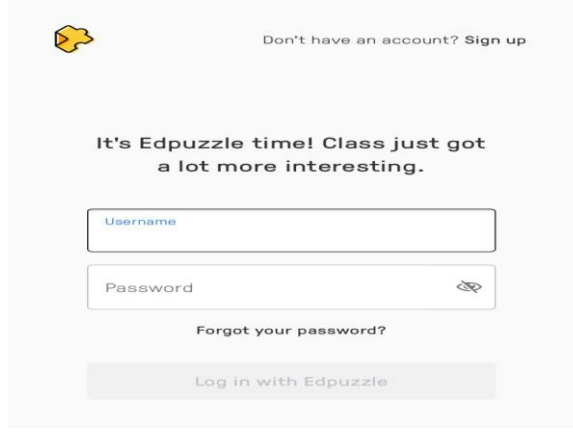 Don't have an account? Sign up
It's Edpuzzle time! Class just got
a lot more interesting.
Username
Password
Forgot your password?
Log in with Edpuzzle